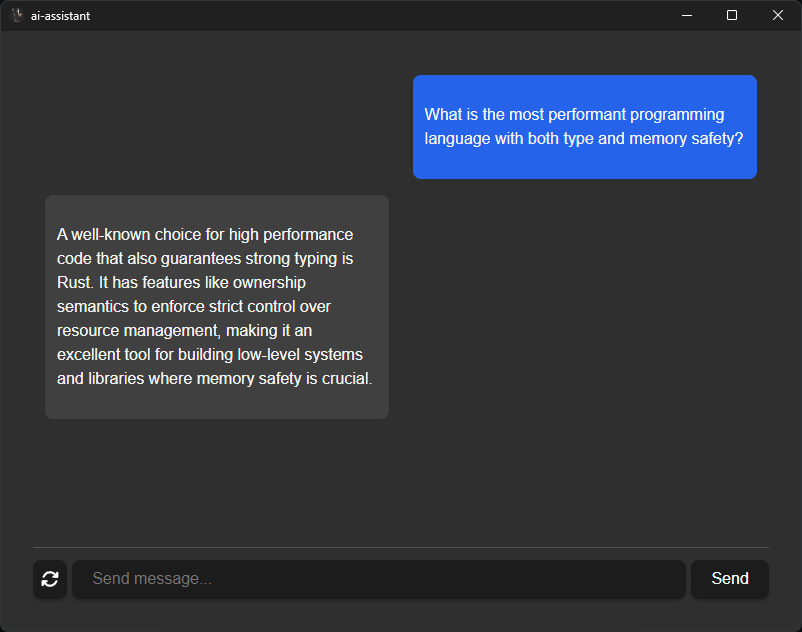 ai-assistant
What is the most performant programming
language with both type and memory safety?
A well-known choice for high performance
code that also guarantees strong typing is
Rust. It has features like ownership
semantics to enforce strict control over
resource management, making it an
excellent tool for building low-level systems
and libraries where memory safety is crucial.
Send message...
Send